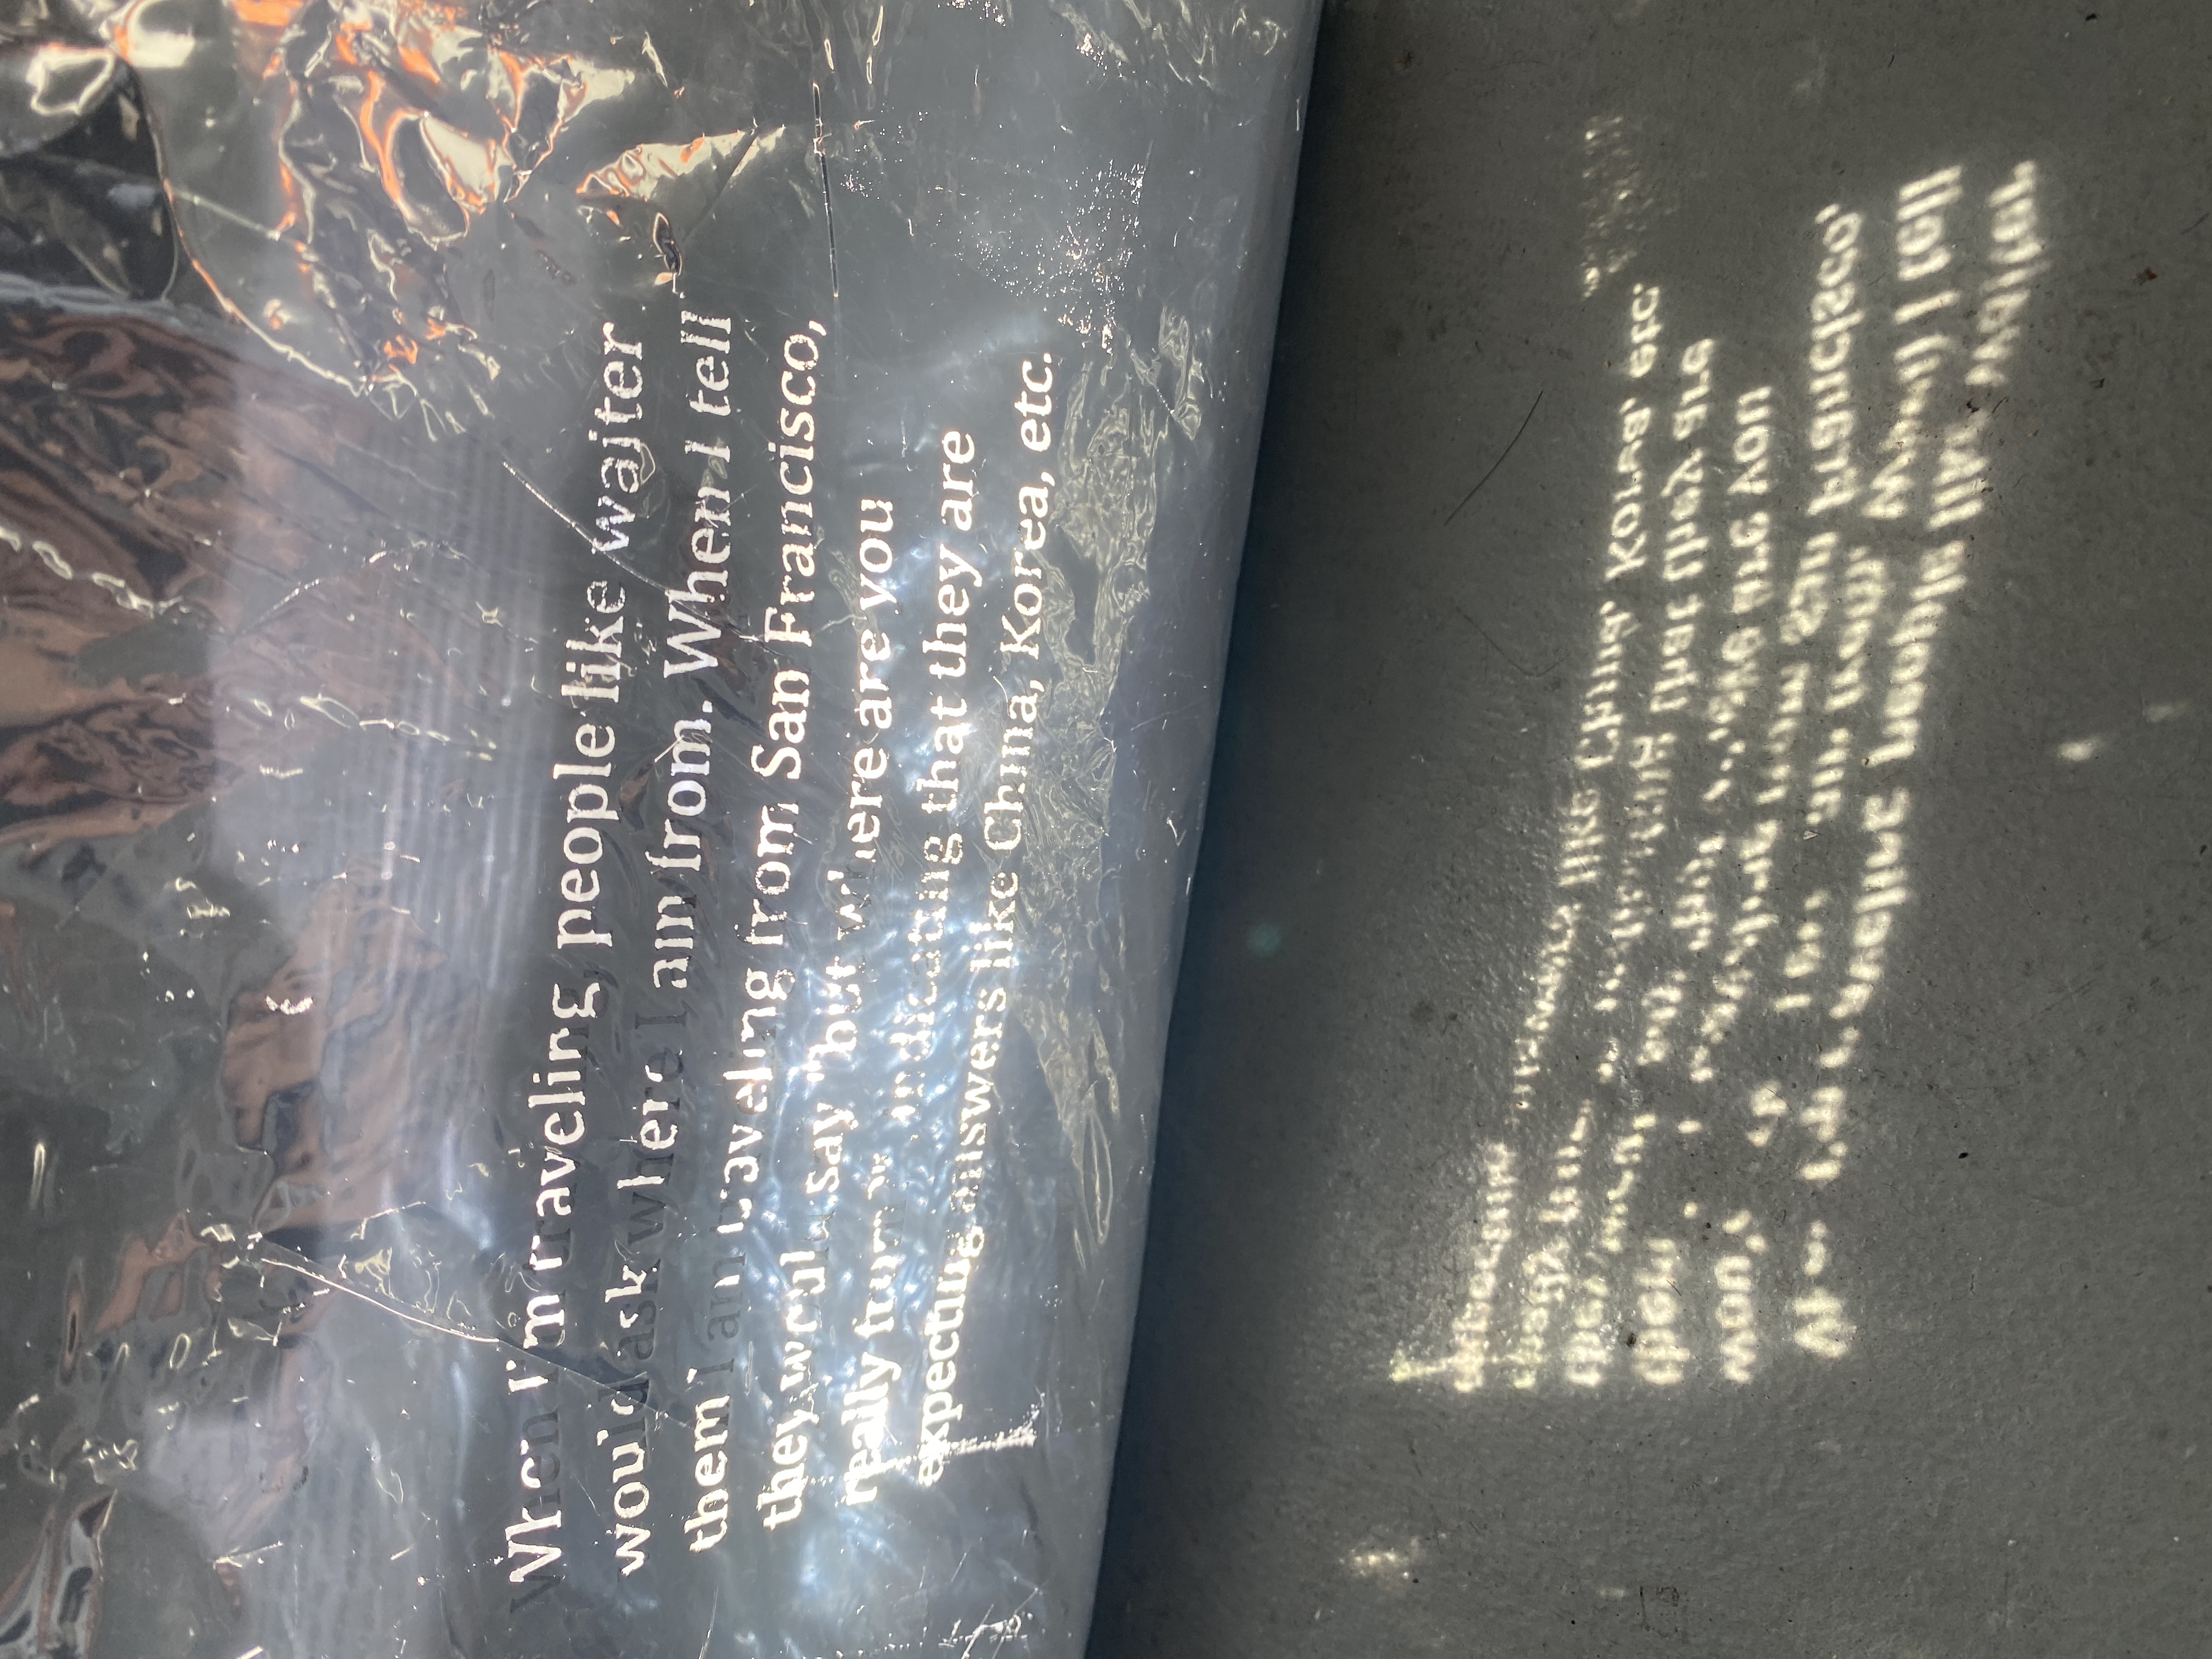 When I'm traveling, people like waiter
would ask where I am from. When I tell
them I am traveling from San Francisco,
they would say "but where are you
really from" indicating that they are
expecting answers like China, Korea, etc.